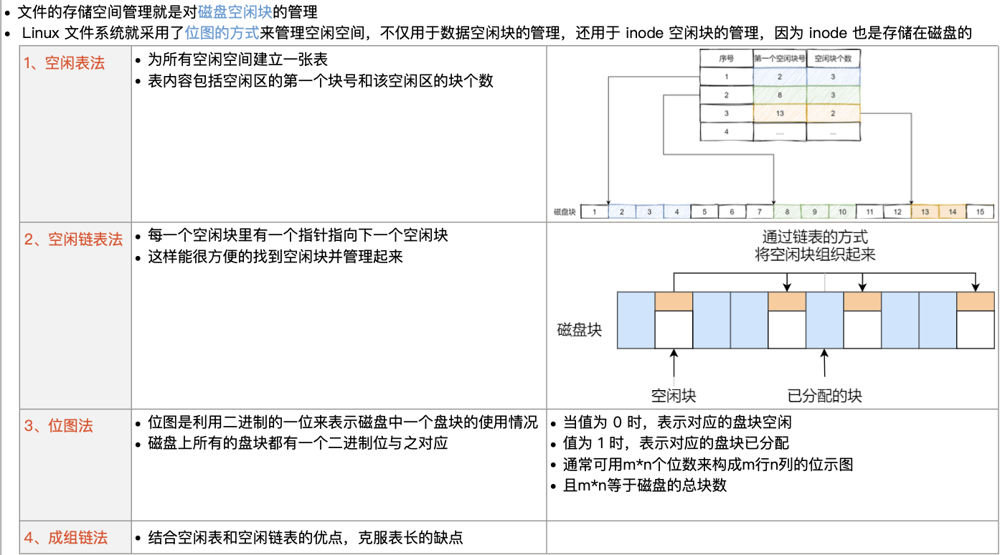 • 文件的存储空间管理就是对磁盘空闲块的管理
• Linux 文件系统就采用了位图的方式来管理空闲空间，不仅用于数据空闲块的管理，还用于 inode 空闲块的管理，因为 inode 也是存储在磁盘的
1、空闲表法
• 为所有空闲空间建立一张表
• 表内容包括空闲区的第一个块号和该空闲区的块个数
序号 第一个空闲块号 空闲块个数
1 2 3
2 8 3
3 13 2
4 .... ...
磁盘块 1 2 3 4 5 6 7 8 9 10 11 12 13 14 15
2、空闲链表法
• 每一个空闲块里有一个指针指向下一个空闲块
• 这样能很方便的找到空闲块并管理起来
通过链表的方式
将空闲块组织起来
磁盘块
空闲块 已分配的块
3、位图法
• 位图是利用二进制的一位来表示磁盘中一个盘块的使用情况
• 磁盘上所有的盘块都有一个二进制位与之对应
• 当值为 0 时，表示对应的盘块空闲
• 值为 1 时，表示对应的盘块已分配
• 通常可用m*n个位数来构成m行n列的位示图
• 且m*n等于磁盘的总块数
4、成组链法
• 结合空闲表和空闲链表的优点，克服表长的缺点